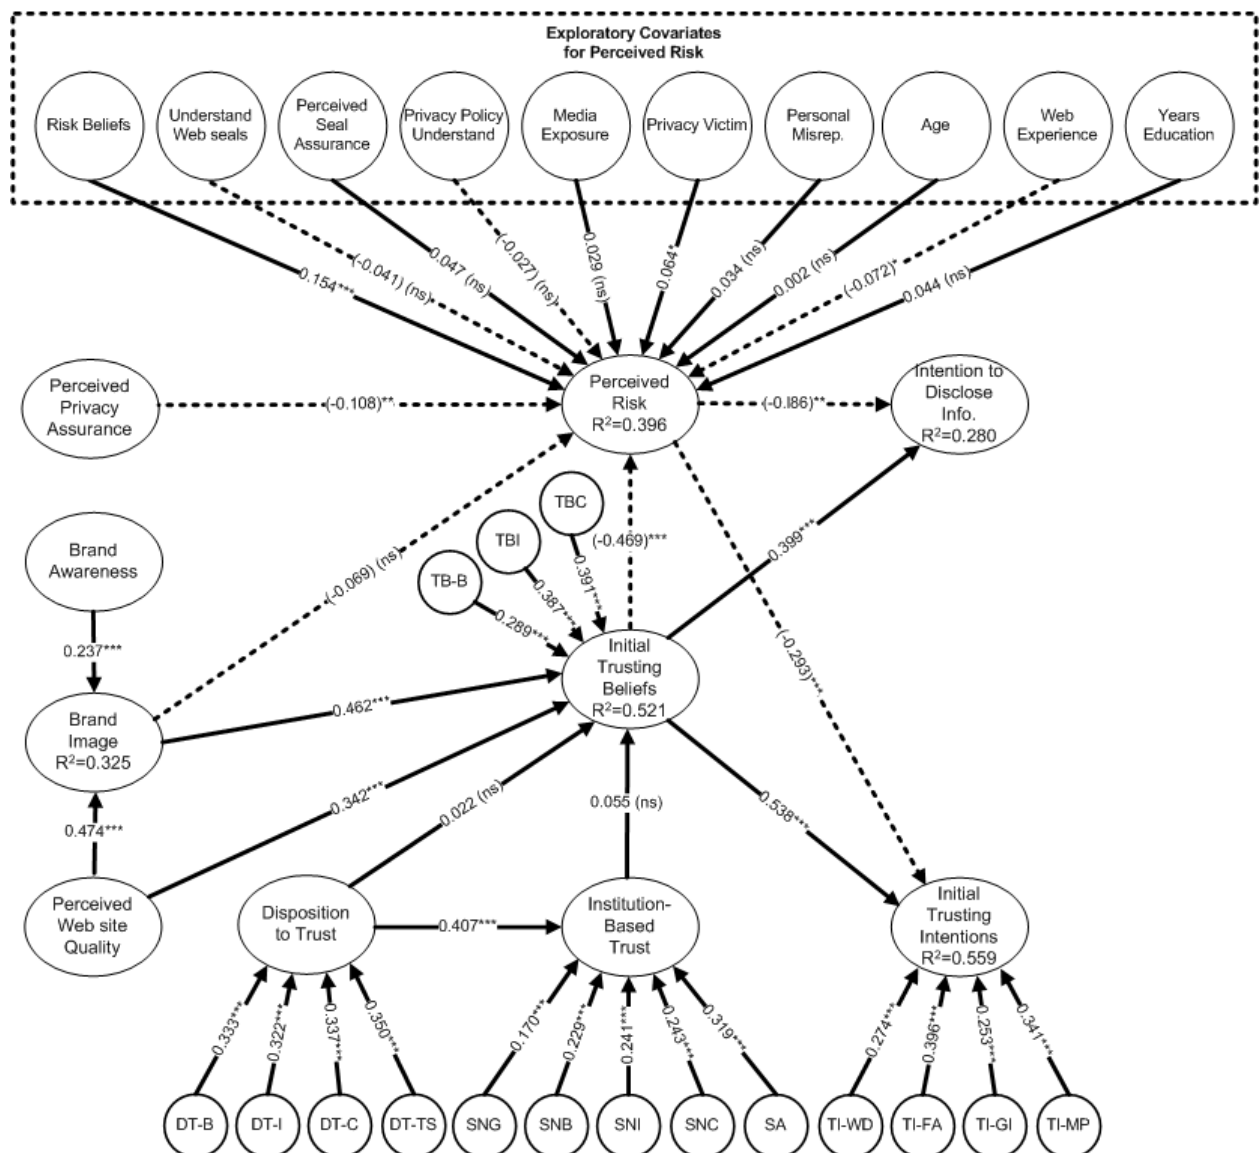 Exploratory Covariates
for Perceived Risk
Risk Beliefs
Understand
Web seals
Perceived
Seal
Assurance
Privacy Policy
Understand
Media
Exposure
Privacy Victim
Personal
Misrep.
Age
Web
Experience
Years
Education
0.154***
(-0.041) (ns)
0.047 (ns)
(-0.027) (ns)
0.029 (ns)
0.064*
0.034 (ns)
0.002 (ns)
(-0.072)*
0.044 (ns)
Perceived
Privacy
Assurance
(-0.108)**
Perceived
Risk
R²=0.396
(-0.I86)**
Intention to
Disclose
Info.
R²=0.280
Brand
Awareness
0.237***
(-0.069) (ns)
TBC
TBI
TB-B
0.391***
0.387***
0.289***
(-0.469)***
0.399***
Brand
Image
R²=0.325
0.462***
Initial
Trusting
Beliefs
R²=0.521
(-0.293)***
0.474***
0.342***
0.022 (ns)
0.055 (ns)
0.538***
Perceived
Web site
Quality
Disposition
to Trust
0.407***
Institution-
Based
Trust
Initial
Trusting
Intentions
R²=0.559
0.333***
0.322***
0.337***
0.350***
0.170***
0.229***
0.241***
0.243***
0.319***
0.274***
0.396***
0.253***
0.341***
DT-B
DT-I
DT-C
DT-TS
SNG
SNB
SNI
SNC
SA
TI-WD
TI-FA
TI-GI
TI-MP